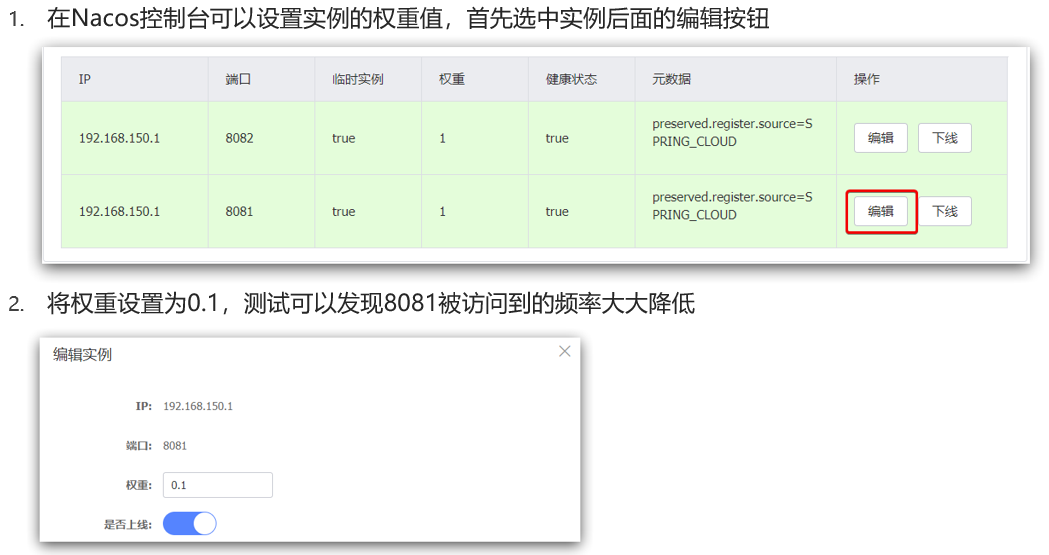 1. 在Nacos控制台可以设置实例的权重值，首先选中实例后面的编辑按钮
IP 端口 临时实例 权重 健康状态 元数据 操作
192.168.150.1 8082 true 1 true preserved.register.source=S 编辑 下线
PRING_CLOUD
192.168.150.1 8081 true 1 true preserved.register.source=S 编辑 下线
PRING_CLOUD
2. 将权重设置为0.1，测试可以发现8081被访问到的频率大大降低
编辑实例
IP: 192.168.150.1
端口: 8081
权重: 0.1
是否上线: